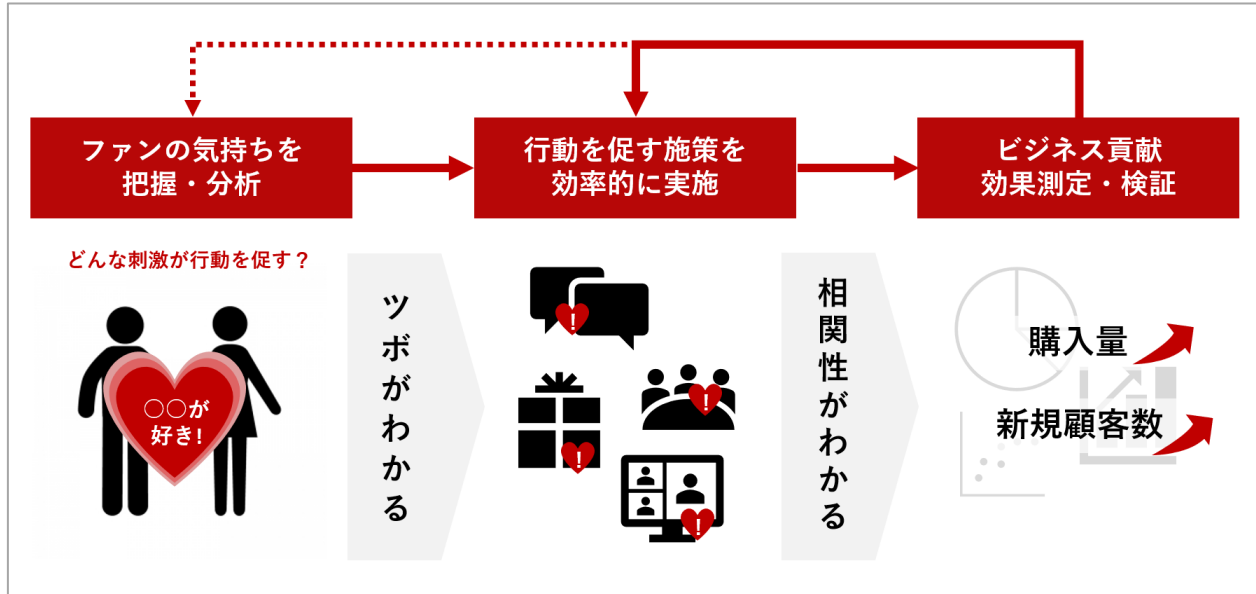 ファンの気持ちを
把握・分析
行動を促す施策を
効率的に実施
ビジネス貢献
効果測定・検証
どんな刺激が行動を促す？
○○が
好き!
ツボがわかる
!
!
!
!
相関性がわかる
購入量
新規顧客数